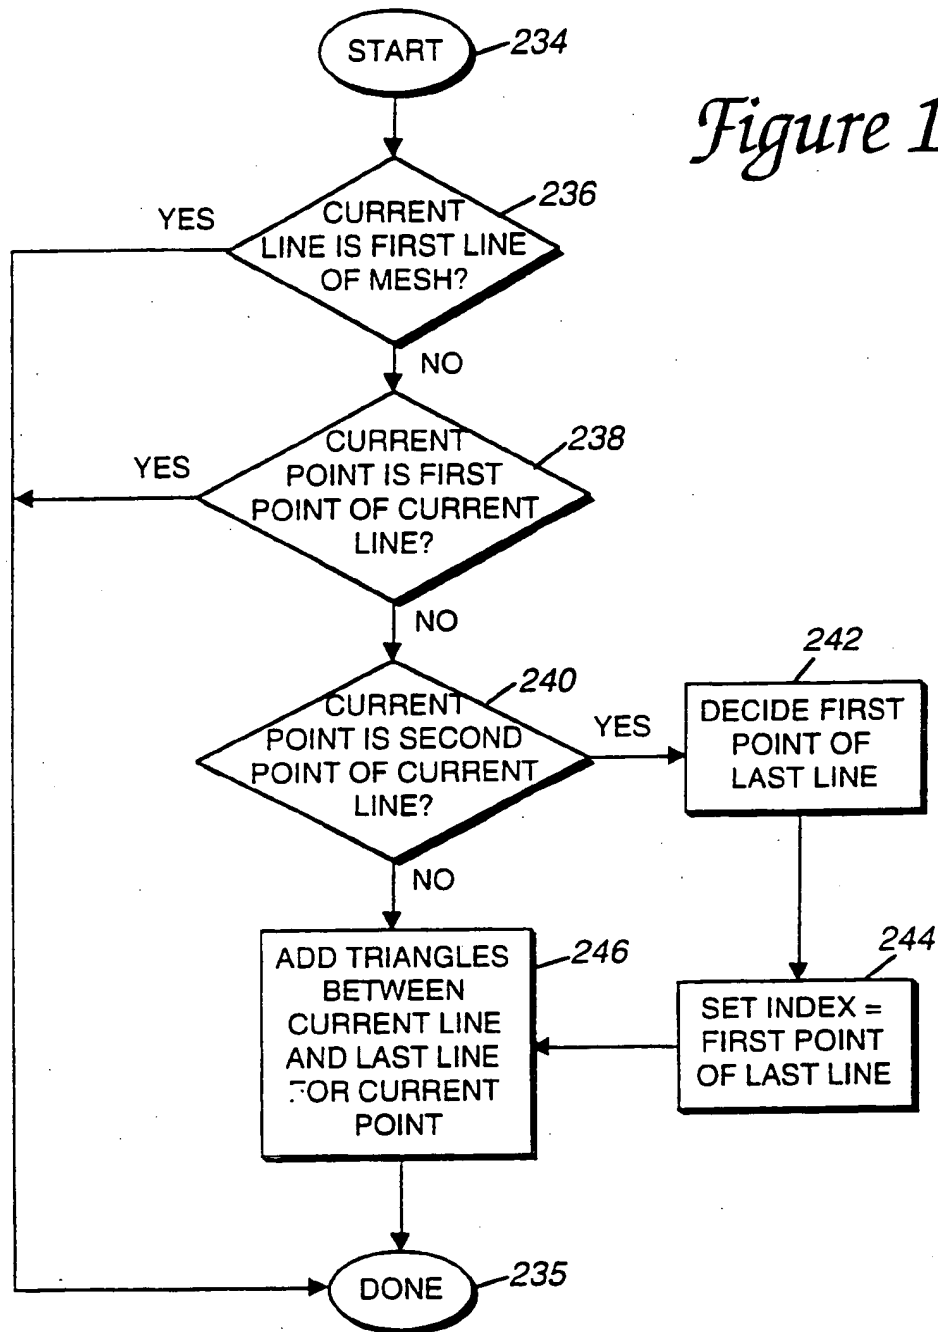 START
234
Figure 1
236
YES
CURRENT
LINE IS FIRST LINE
OF MESH?
NO
238
YES
CURRENT
POINT IS FIRST
POINT OF CURRENT
LINE?
NO
240
CURRENT
POINT IS SECOND
POINT OF CURRENT
LINE?
YES
242
DECIDE FIRST
POINT OF
LAST LINE
NO
246
ADD TRIANGLES
BETWEEN
CURRENT LINE
AND LAST LINE
FOR CURRENT
POINT
244
SET INDEX =
FIRST POINT
OF LAST LINE
DONE
235